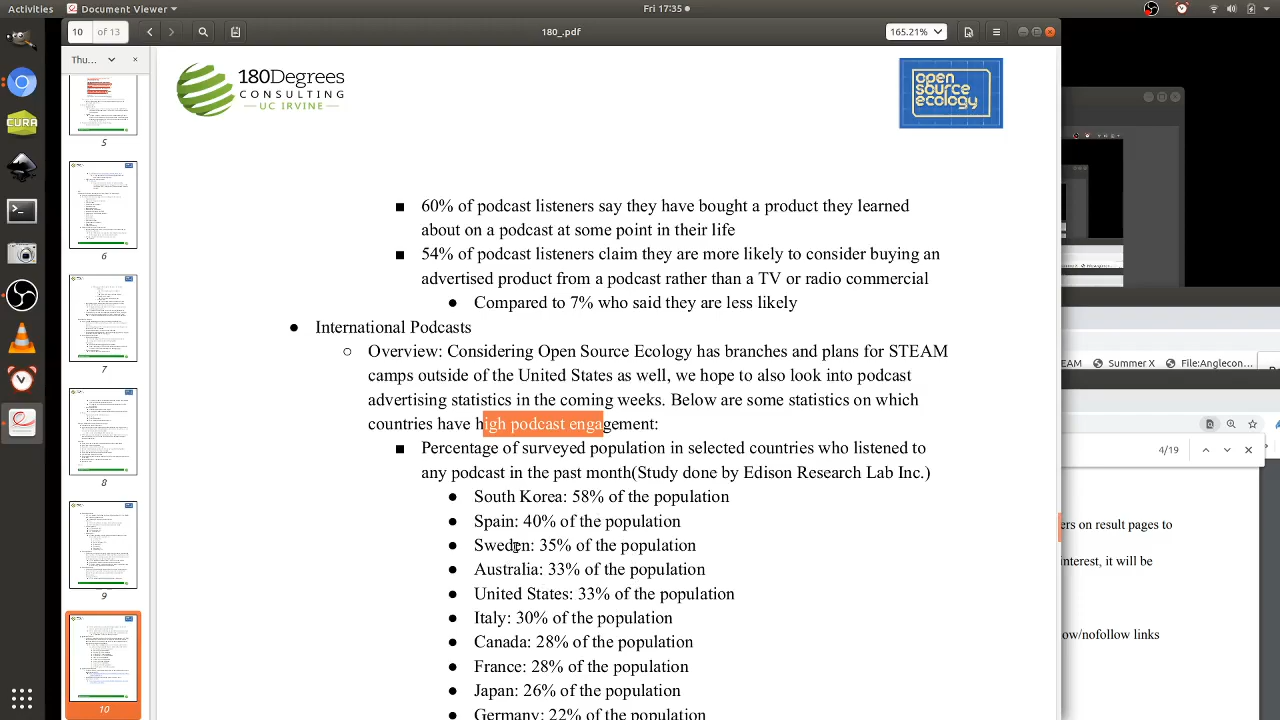 Activities
Document Viewer
Fri 17:35
10
of 13
180_.pdf
165.21%
5
6
7
8
9
10
180Degrees
CONSULTING
UC IRVINE
open
source
ecology
60% of podcast listeners say they have bought a product they learned
about on a podcast at some point in their life
54% of podcast listeners claim they are more likely to consider buying an
advertised product from a podcast rather than a TV or radio commercial
Compared to 7% who said they are less likely
International Podcasts
Overview: Considering Open Source Ecology has branches and plans for STEAM
camps outside of the United States as well, we hope to also look into podcast
advertising statistics in the coming weeks. Below are some statistics on which
countries have high podcast engagement:
Percentage of surveyed population in selected countries who listened to
any podcast in the past month(Study done by Edison Research Lab Inc.)
South Korea: 58% of the population
Spain: 40% of the population
Sweden: 35% of the population
Australia: 33% of the population
United States: 33% of the population
Italy: 30% of the population
Canada: 28% of the population
France: 28% of the population
Japan: 26% of the population
Germany: 22% of the population
EAM
Summer X
File:Anglecon...
4/19
ers on result pages to
interest, it will be
ow/nofollow links
CURA